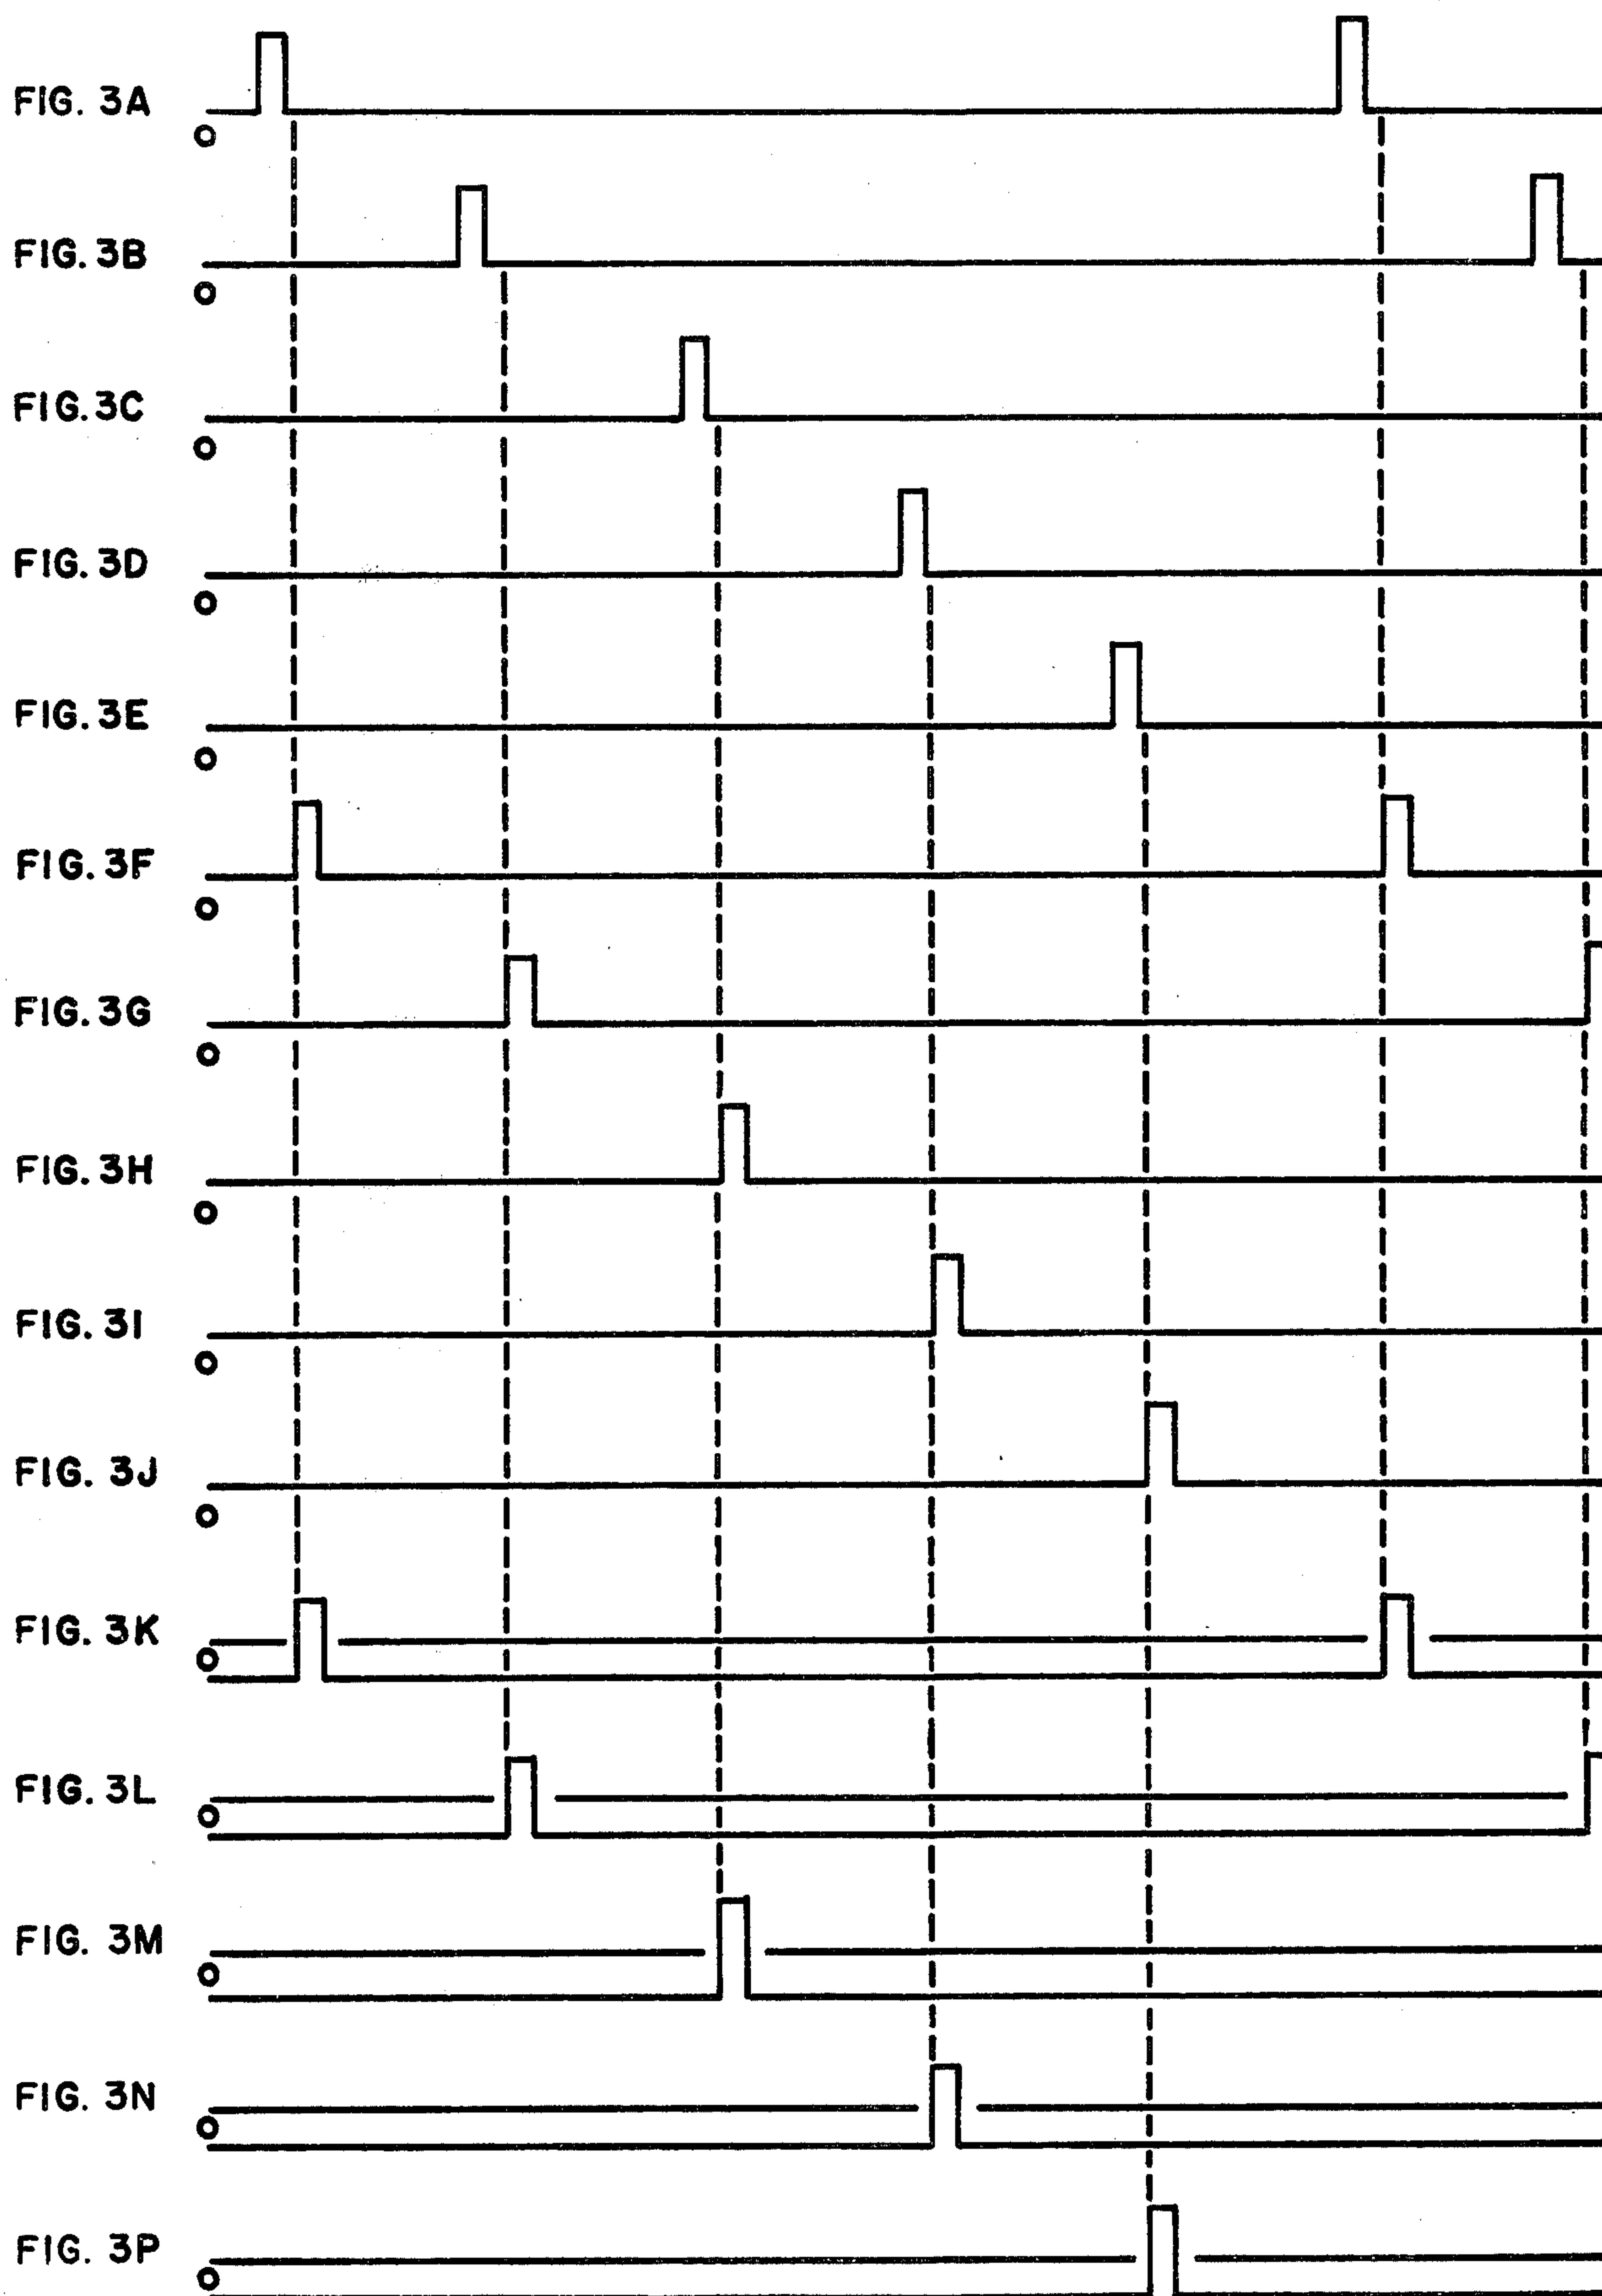 FIG. 3A
O
FIG. 3B
O
FIG. 3C
O
FIG. 3D
O
FIG. 3E
O
FIG. 3F
O
FIG. 3G
O
FIG. 3H
O
FIG. 3I
O
FIG. 3J
O
FIG. 3K
O
FIG. 3L
O
FIG. 3M
O
FIG. 3N
O
FIG. 3P
O